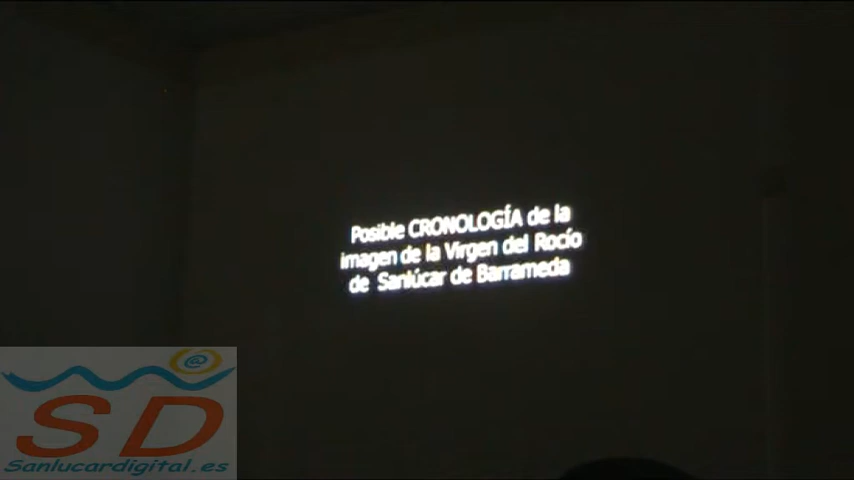 Posible CRONOLOGÍA de la
imagen de la Virgen del Rocío
de Sanlúcar de Barrameda
@
SD
Sanlucardigital.es